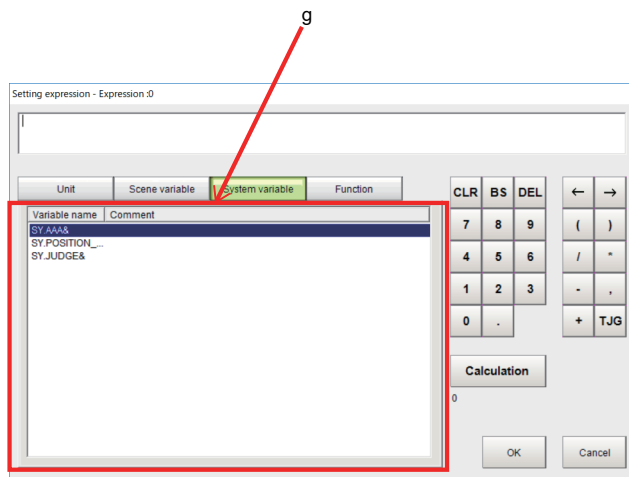 g
Setting expression - Expression :0
Unit Scene variable System variable Function
Variable name Comment
SY.AAA&
SY.POSITION_...
SY.JUDGE&
CLR BS DEL ← →
7 8 9 ( )
4 5 6 / *
1 2 3 - ,
0 . + TJG
Calculation
0
OK Cancel